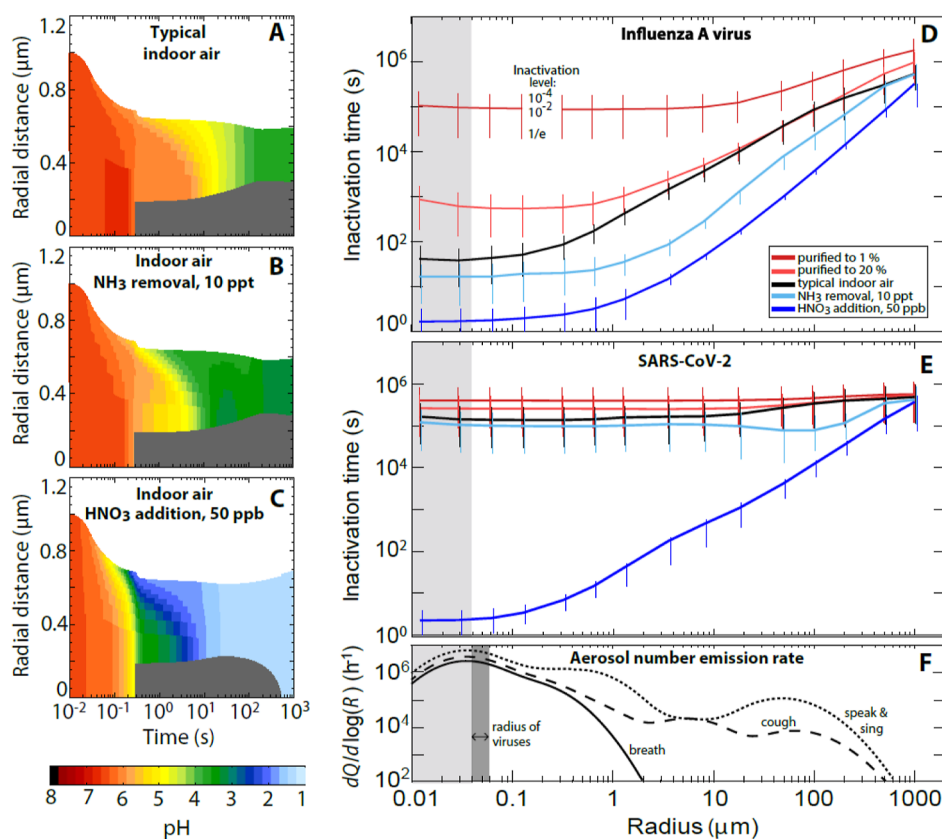 A
Typical
indoor air
Radial distance (µm)
1.2
0.8
0.4
0
B
Indoor air
NH3 removal, 10 ppt
Radial distance (µm)
1.2
0.8
0.4
0
C
Indoor air
HNO3 addition, 50 ppb
Radial distance (µm)
1.2
0.8
0.4
0
10-2 10-1 100 101 102 103
Time (s)
8 7 6 5 4 3 2 1
pH
D
Influenza A virus
Inactivation
level:
10-4
10-2
1/e
Inactivation time (s)
106
104
102
100
purified to 1 %
purified to 20 %
typical indoor air
NH3 removal, 10 ppt
HNO3 addition, 50 ppb
E
SARS-CoV-2
Inactivation time (s)
106
104
102
100
F
Aerosol number emission rate
dQ/dlog(R) (h-1)
106
104
102
radius of
viruses
breath
cough
speak &
sing
0.01 0.1 1 10 100 1000
Radius (µm)